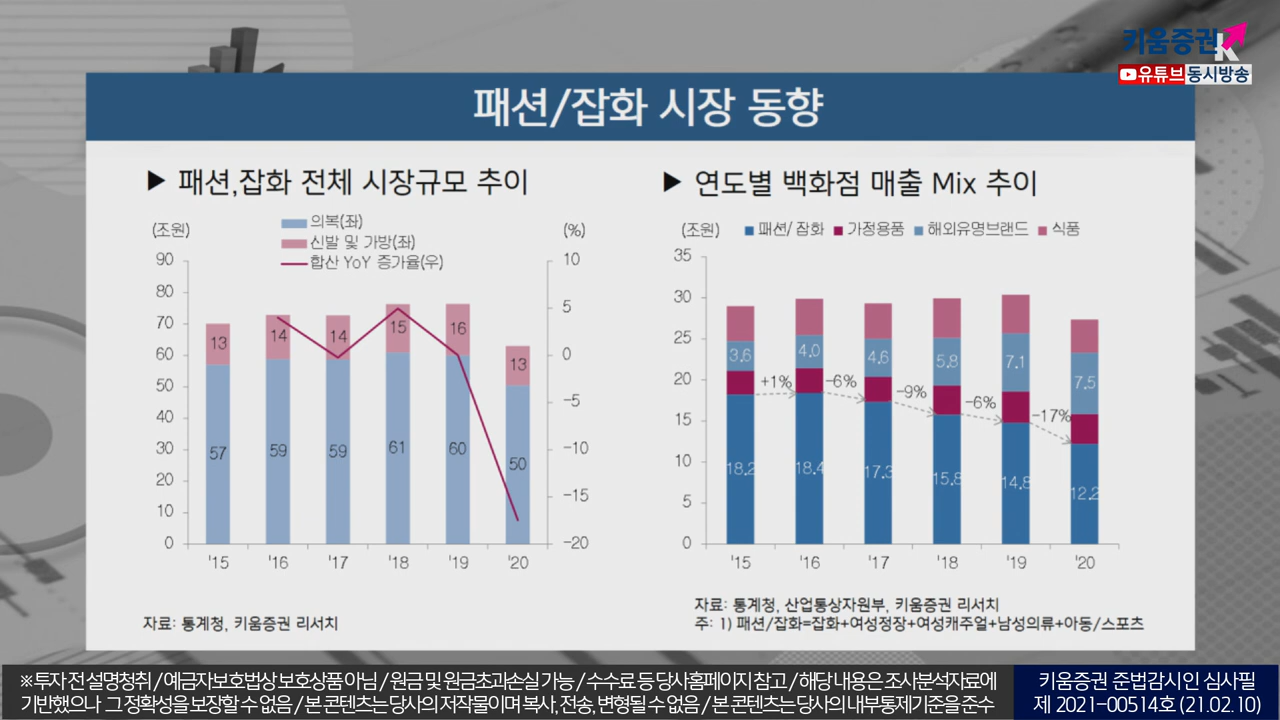 키움증권
유튜브 동시방송
패션/잡화 시장 동향
▶ 패션,잡화 전체 시장규모 추이
(조원)
의복(좌)
신발 및 가방(좌)
합산 YoY 증가율(우)
(%)
90
80
70
60
50
40
30
20
10
0
10
5
0
-5
-10
-15
-20
13
14
14
15
16
13
57
59
59
61
60
50
'15 '16 '17 '18 '19 '20
자료: 통계청, 키움증권 리서치
▶ 연도별 백화점 매출 Mix 추이
(조원)
패션/ 잡화 가정용품 해외유명브랜드 식품
35
30
25
20
15
10
5
0
3.6
4.0
4.6
5.8
7.1
7.5
+1%
-6%
-9%
-6%
-17%
18.2
18.4
17.3
15.8
14.8
12.2
'15 '16 '17 '18 '19 '20
자료: 통계청, 산업통상자원부, 키움증권 리서치
주: 1) 패션/잡화=잡화+여성정장+여성캐주얼+남성의류+아동/스포츠
※ 투자 전 설명청취 / 예금자보호법상 보호상품 아님 / 원금 및 원금초과손실 가능 / 수수료 등 당사홈페이지 참고 / 해당 내용은 조사분석자료에
기반했으나 그 정확성을 보장할 수 없음 / 본 콘텐츠는 당사의 저작물이며 복사, 전송, 변형될 수 없음 / 본 콘텐츠는 당사의 내부통제기준을 준수
키움증권 준법감시인 심사필
제 2021-00514호 (21.02.10)